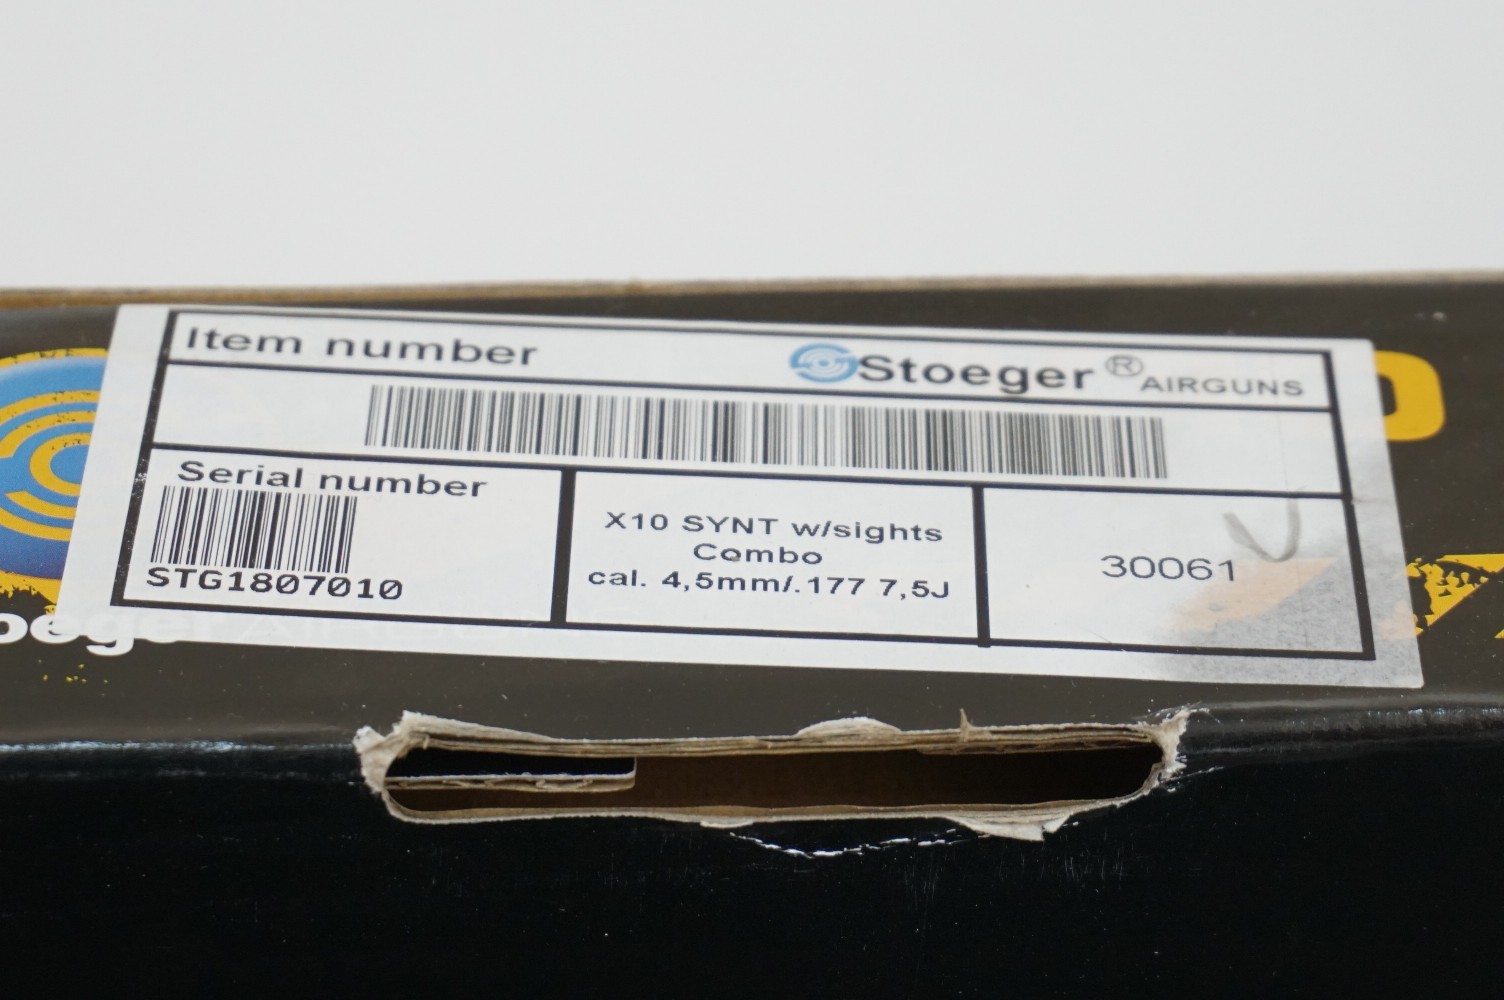 Item number
Stoeger ® AIRGUNS
Serial number
STG1807010
X10 SYNT w/sights
Combo
cal. 4,5mm/.177 7,5J
30061